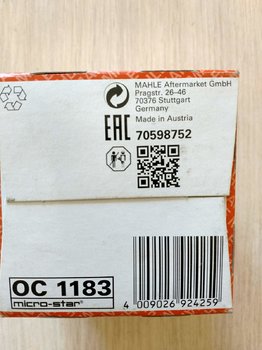 MAHLE Aftermarket GmbH
Pragstr. 26-46
70376 Stuttgart
Germany
Made in Austria
EAC
70598752
OC 1183
micro-star®
4 009026 924259